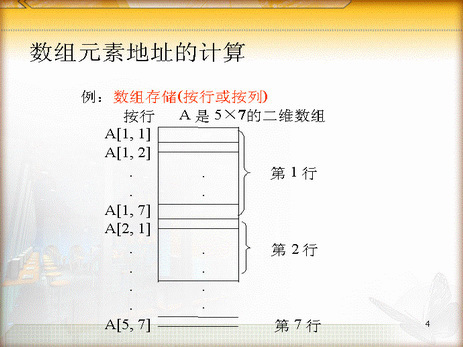 数组元素地址的计算
例：数组存储(按行或按列)
按行 A 是 5×7的二维数组
A[1, 1]
A[1, 2]
第 1 行
A[1, 7]
A[2, 1]
第 2 行
A[5, 7] 第 7 行
4